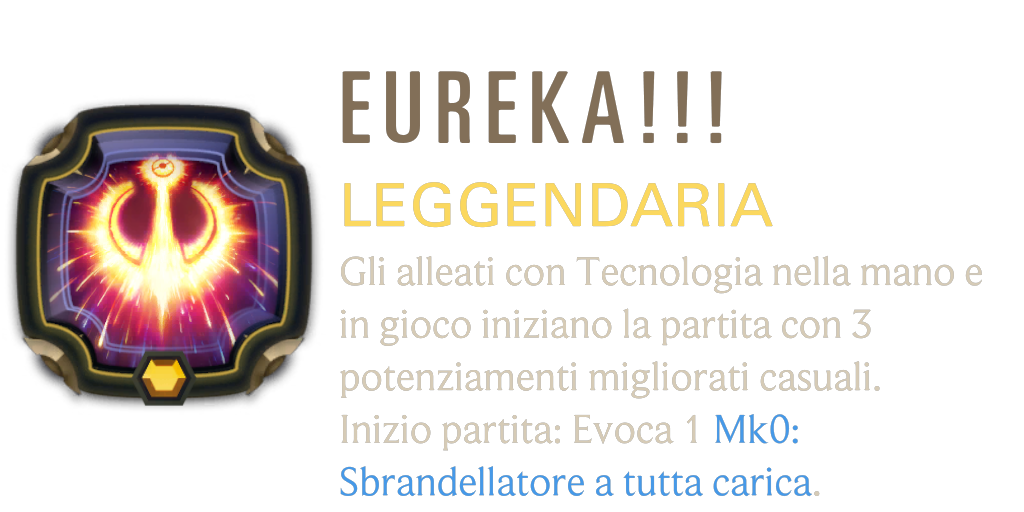 EUREKA!!!
LEGGENDARIA
Gli alleati con Tecnologia nella mano e
in gioco iniziano la partita con 3
potenziamenti migliorati casuali.
Inizio partita: Evoca 1 Mk0:
Sbrandellatore a tutta carica.